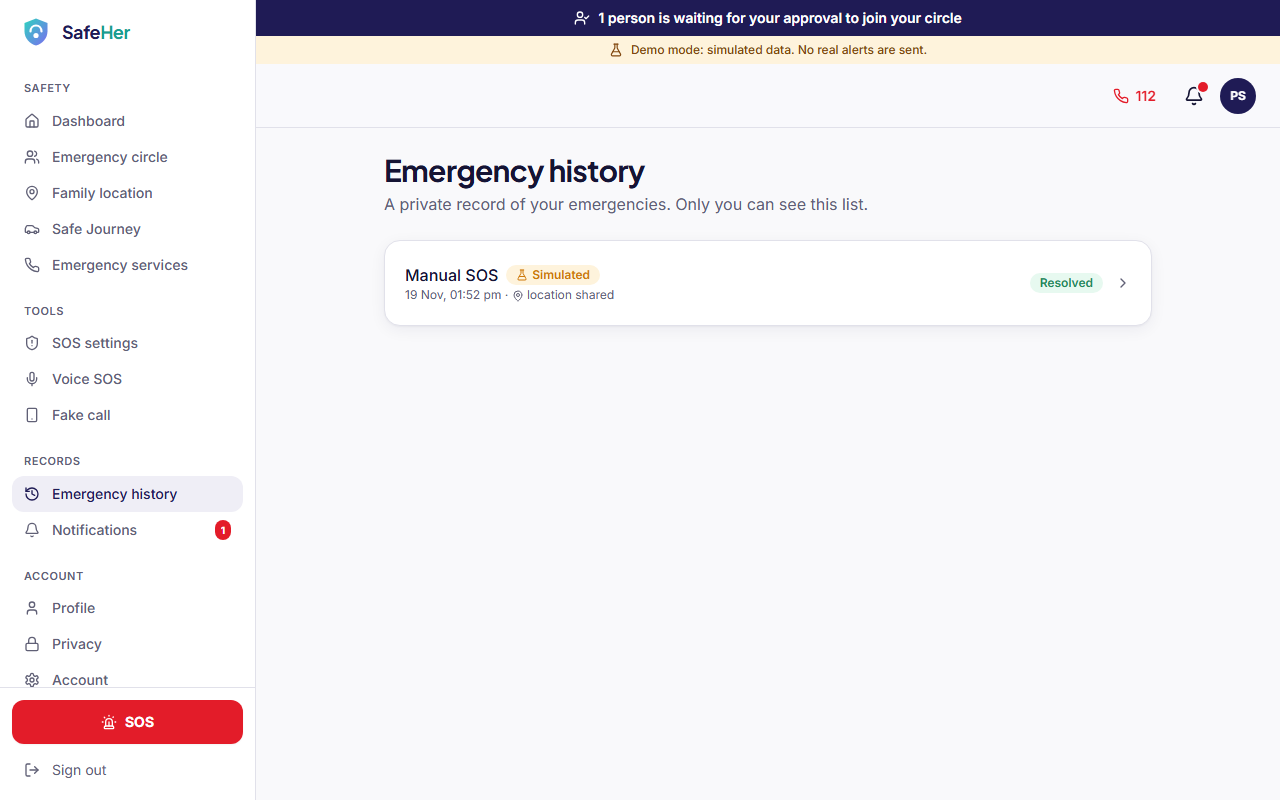 SafeHer
SAFETY
Dashboard
Emergency circle
Family location
Safe Journey
Emergency services
TOOLS
SOS settings
Voice SOS
Fake call
RECORDS
Emergency history
Notifications 1
ACCOUNT
Profile
Privacy
Account
SOS
Sign out
1 person is waiting for your approval to join your circle
Demo mode: simulated data. No real alerts are sent.
112 PS
Emergency history
A private record of your emergencies. Only you can see this list.
Manual SOS Simulated
19 Nov, 01:52 pm · location shared
Resolved